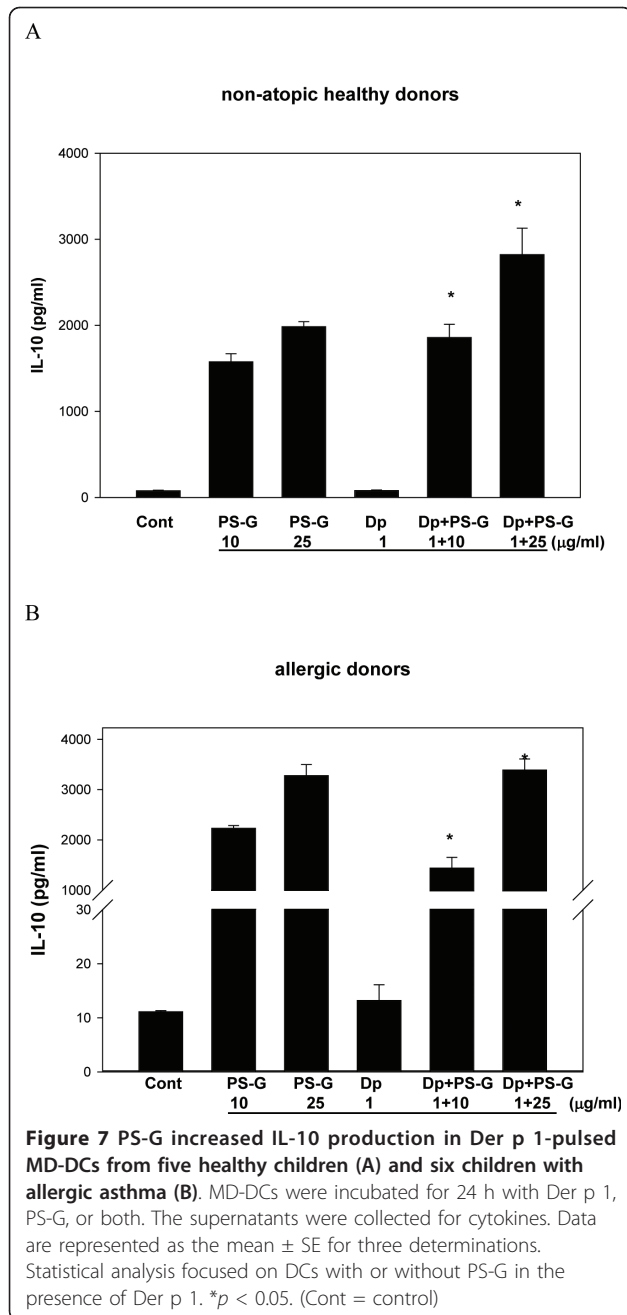 A
non-atopic healthy donors
4000
*
3000
*
IL-10 (pg/ml)
2000
1000
0
Cont PS-G PS-G Dp Dp+PS-G Dp+PS-G
10 25 1 1+10 1+25 (μg/ml)
B
allergic donors
4000
*
3000
2000
*
1000
IL-10 (pg/ml)
30
20
10
0
Cont PS-G PS-G Dp Dp+PS-G Dp+PS-G
10 25 1 1+10 1+25 (μg/ml)
Figure 7 PS-G increased IL-10 production in Der p 1-pulsed
MD-DCs from five healthy children (A) and six children with
allergic asthma (B). MD-DCs were incubated for 24 h with Der p 1,
PS-G, or both. The supernatants were collected for cytokines. Data
are represented as the mean ± SE for three determinations.
Statistical analysis focused on DCs with or without PS-G in the
presence of Der p 1. *p < 0.05. (Cont = control)